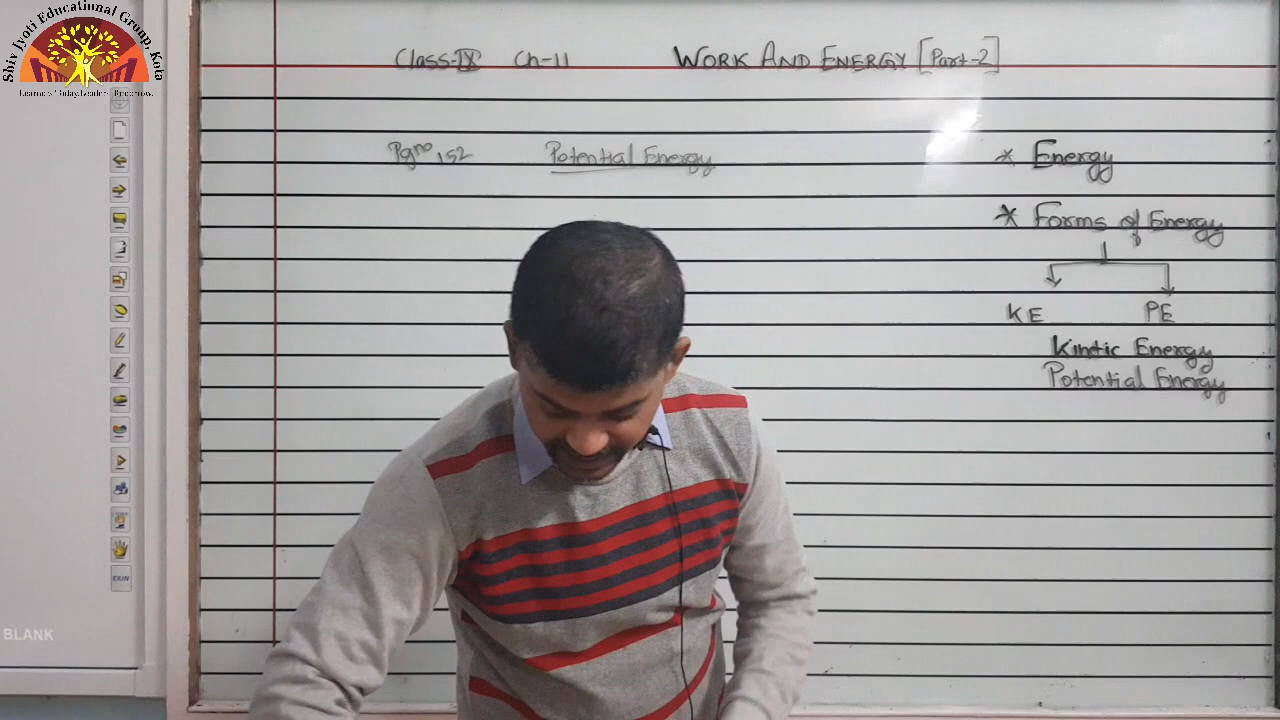 Shiv Jyoti Educational Group, Kota
Class-IX Ch-11 WORK AND ENERGY [Part-2]
Pg no 152 Potential Energy
* Energy
* Forms of Energy
KE PE
Kinetic Energy
Potential Energy
EKIN
BLANK